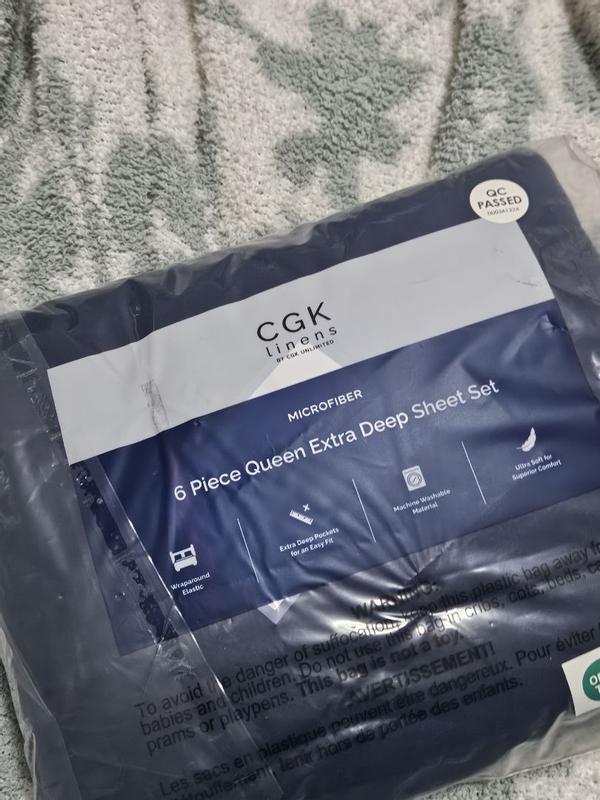 QC
PASSED
CGK
linens
BY CGK UNLIMITED
MICROFIBER
6 Piece Queen Extra Deep Sheet Set
Wraparound
Elastic
Extra Deep Pockets
for an Easy Fit
Machine Washable
Material
Ultra Soft for
Superior Comfort
WARNING:
To avoid the danger of suffocation, keep this plastic bag away
babies and children. Do not use this bag in cribs, cots, beds,
prams or playpens. This bag is not a toy.
AVERTISSEMENT!
Les sacs en plastique peuvent être dangereux. Pour éviter
tenir hors de portée des enfants.